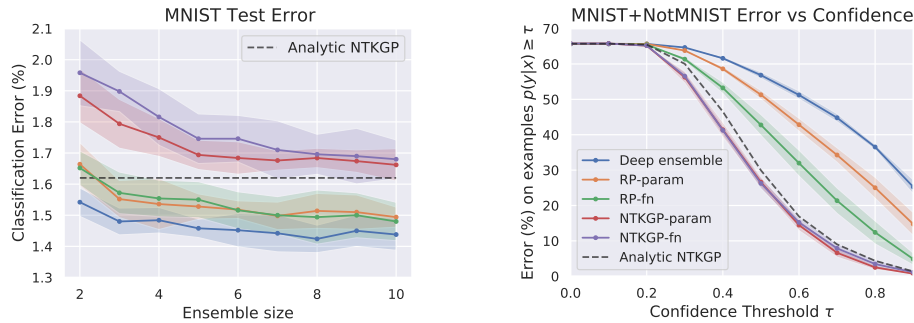 MNIST Test Error
Classification Error (%)
2.1
2.0
1.9
1.8
1.7
1.6
1.5
1.4
1.3
Analytic NTKGP
2 4 6 8 10
Ensemble size
MNIST+NotMNIST Error vs Confidence
Error (%) on examples p(y|x) ≥ τ
70
60
50
40
30
20
10
0
Deep ensemble
RP-param
RP-fn
NTKGP-param
NTKGP-fn
Analytic NTKGP
0.0 0.2 0.4 0.6 0.8
Confidence Threshold τ